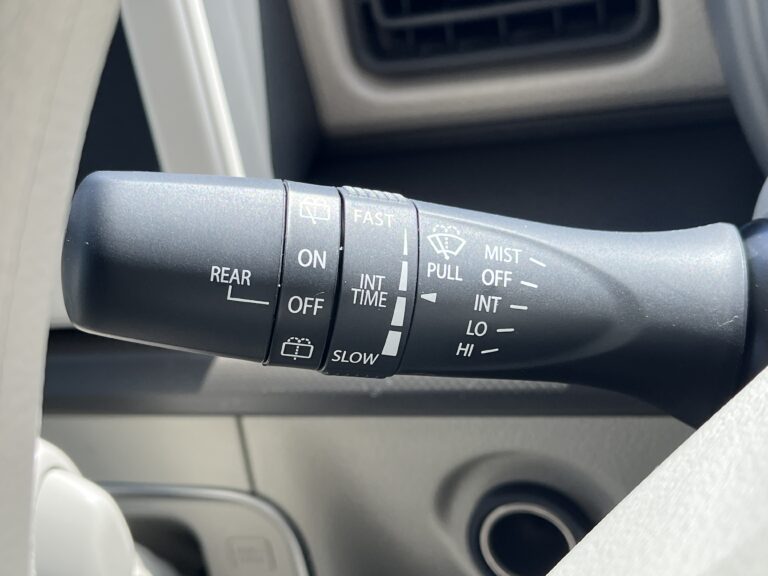 REAR
ON
OFF
FAST
INT
TIME
SLOW
PULL
MIST
OFF
INT
LO
HI